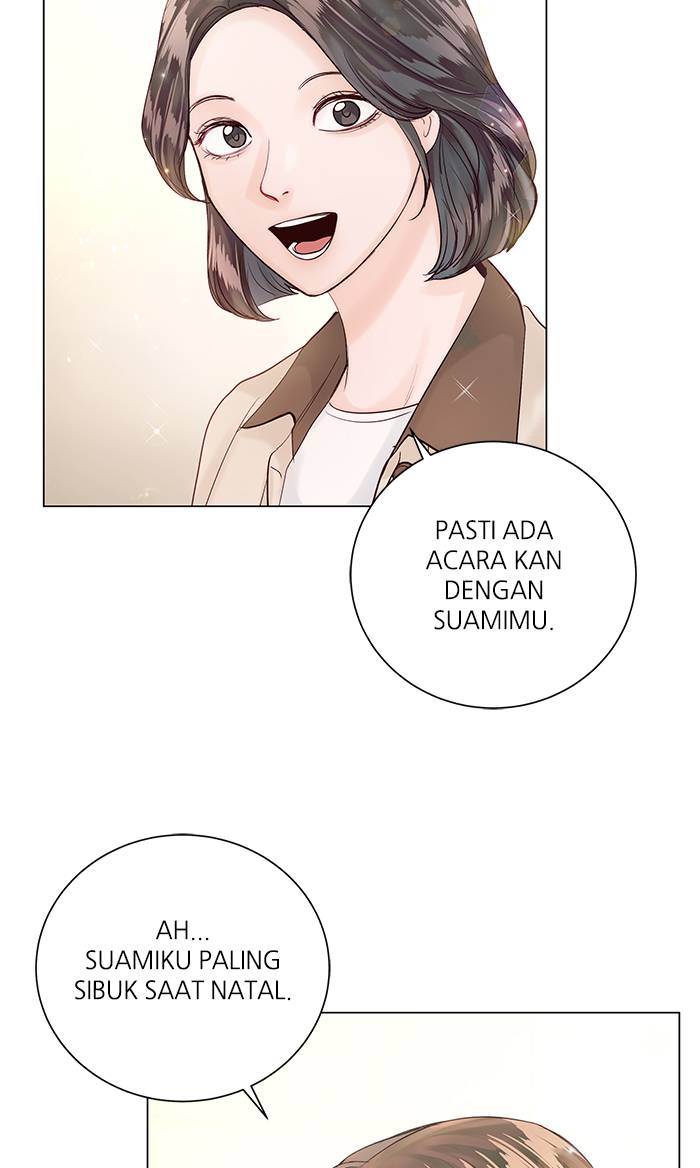 PASTI ADA
ACARA KAN
DENGAN
SUAMIMU.
AH...
SUAMIKU PALING
SIBUK SAAT NATAL.